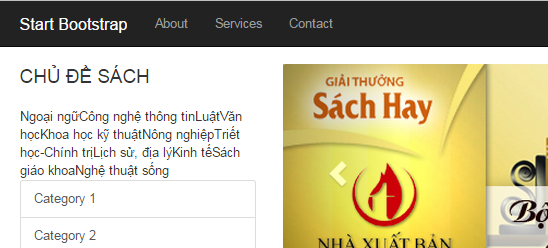 Start Bootstrap About Services Contact
CHỦ ĐỀ SÁCH
Ngoại ngữCông nghệ thông tinLuậtVăn
họcKhoa học kỹ thuậtNông nghiệpTriết
học-Chính trịLịch sử, địa lýKinh tếSách
giáo khoaNghệ thuật sống
Category 1
Category 2
GIẢI THƯỞNG
Sách Hay
NHÀ XUẤT BẢN
Bộ